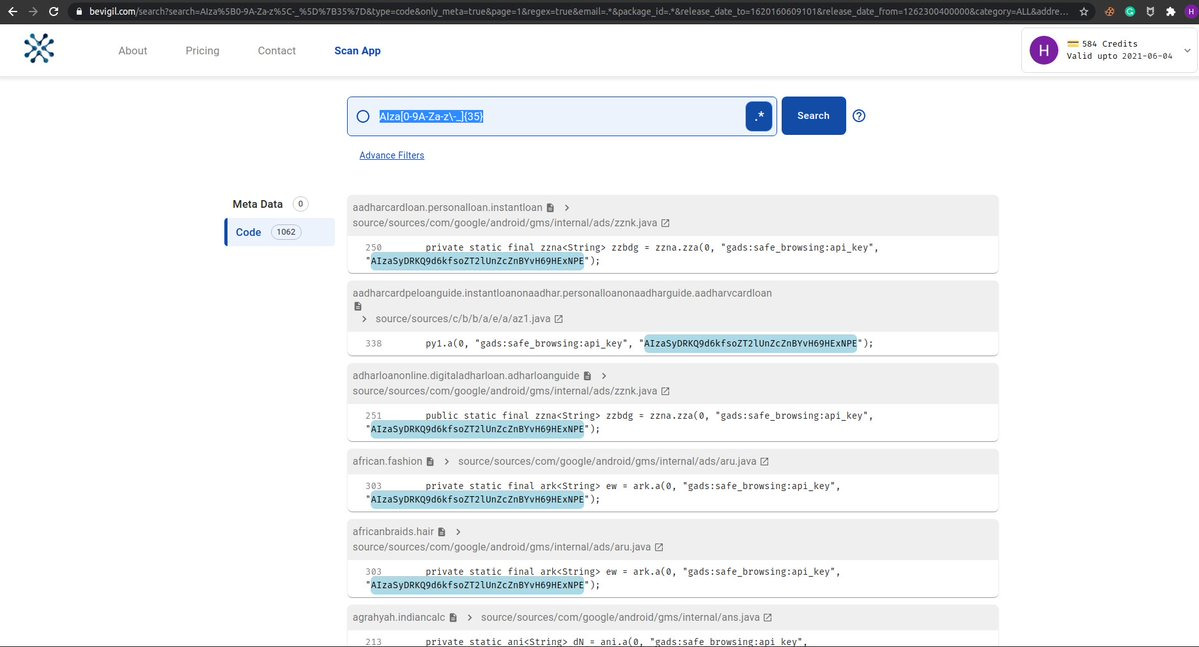 bevigil.com/search?search=AIza%5B0-9A-Za-z%5C-_%5D%7B35%7D&type=code&only_meta=true&page=1&regex=true&email=.*&package_id=.*&release_date_to=1620160609101&release_date_from=1262300400000&category=ALL&addre...
About Pricing Contact Scan App
H
584 Credits
Valid upto 2021-06-04
AIza[0-9A-Za-z\-_]{35}
.*
Search
Advance Filters
Meta Data 0
Code 1062
aadharcardloan.personalloan.instantloan >
source/sources/com/google/android/gms/internal/ads/zznk.java
250 private static final zzna<String> zzbdg = zzna.zza(0, "gads:safe_browsing:api_key",
"AIzaSyDRKQ9d6kfsoZT2lUnZcZnBYvH69HExNPE");
aadharcardpeloanguide.instantloanonaadhar.personalloanonaadharguide.aadharvcardloan
> source/sources/c/b/b/a/e/a/az1.java
338 py1.a(0, "gads:safe_browsing:api_key", "AIzaSyDRKQ9d6kfsoZT2lUnZcZnBYvH69HExNPE");
adharloanonline.digitaladharloan.adharloanguide >
source/sources/com/google/android/gms/internal/ads/zznk.java
251 public static final zzna<String> zzbdg = zzna.zza(0, "gads:safe_browsing:api_key",
"AIzaSyDRKQ9d6kfsoZT2lUnZcZnBYvH69HExNPE");
african.fashion > source/sources/com/google/android/gms/internal/ads/aru.java
303 private static final ark<String> ew = ark.a(0, "gads:safe_browsing:api_key",
"AIzaSyDRKQ9d6kfsoZT2lUnZcZnBYvH69HExNPE");
africanbraids.hair >
source/sources/com/google/android/gms/internal/ads/aru.java
303 private static final ark<String> ew = ark.a(0, "gads:safe_browsing:api_key",
"AIzaSyDRKQ9d6kfsoZT2lUnZcZnBYvH69HExNPE");
agrahyah.indiancalc > source/sources/com/google/android/gms/internal/ans.java
213 private static ani<String> dN = ani.a(0, "gads:safe_browsing:api_key",